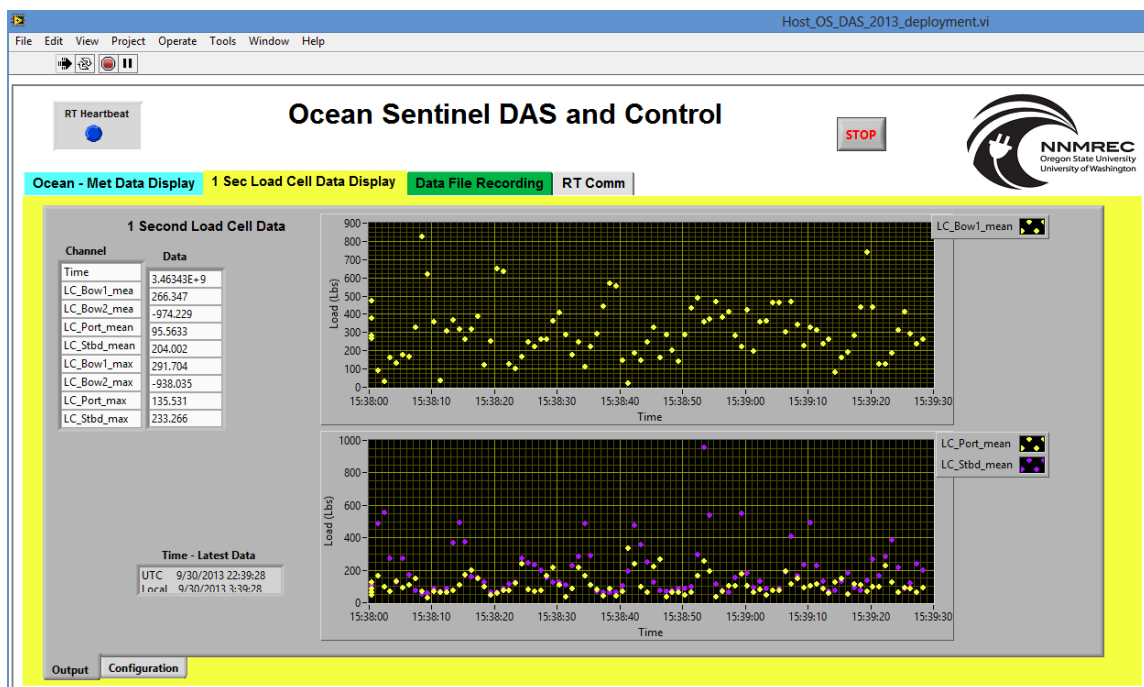 Host_OS_DAS_2013_deployment.vi
File Edit View Project Operate Tools Window Help
RT Heartbeat
Ocean Sentinel DAS and Control
STOP
NNMREC
Oregon State University
University of Washington
Ocean - Met Data Display 1 Sec Load Cell Data Display Data File Recording RT Comm
1 Second Load Cell Data
Channel Data
Time 3.46343E+9
LC_Bow1_mea 266.347
LC_Bow2_mea -974.229
LC_Port_mean 95.5633
LC_Stbd_mean 204.002
LC_Bow1_max 291.704
LC_Bow2_max -938.035
LC_Port_max 135.531
LC_Stbd_max 233.266
Load (Lbs)
900
800
700
600
500
400
300
200
100
0
15:38:00 15:38:10 15:38:20 15:38:30 15:38:40 15:38:50 15:39:00 15:39:10 15:39:20 15:39:30
Time
LC_Bow1_mean
Load (Lbs)
1000
800
600
400
200
0
15:38:00 15:38:10 15:38:20 15:38:30 15:38:40 15:38:50 15:39:00 15:39:10 15:39:20 15:39:30
Time
LC_Port_mean
LC_Stbd_mean
Time - Latest Data
UTC 9/30/2013 22:39:28
Local 9/30/2013 3:39:28
Output Configuration